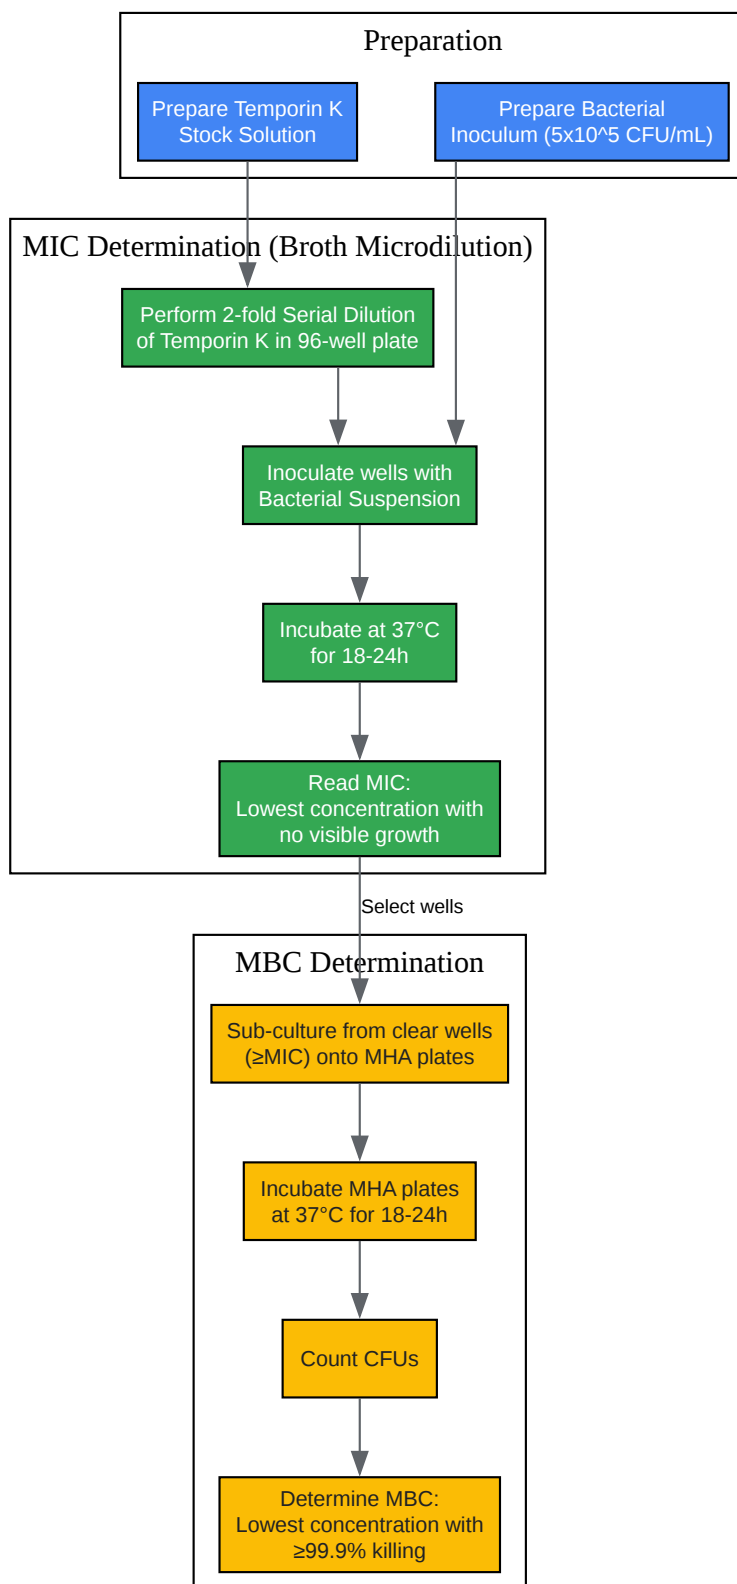 Preparation
Prepare Temporin K
Stock Solution
Prepare Bacterial
Inoculum (5x10^5 CFU/mL)
MIC Determination (Broth Microdilution)
Perform 2-fold Serial Dilution
of Temporin K in 96-well plate
Inoculate wells with
Bacterial Suspension
Incubate at 37°C
for 18-24h
Read MIC:
Lowest concentration with
no visible growth
Select wells
MBC Determination
Sub-culture from clear wells
(≥MIC) onto MHA plates
Incubate MHA plates
at 37°C for 18-24h
Count CFUs
Determine MBC:
Lowest concentration with
≥99.9% killing